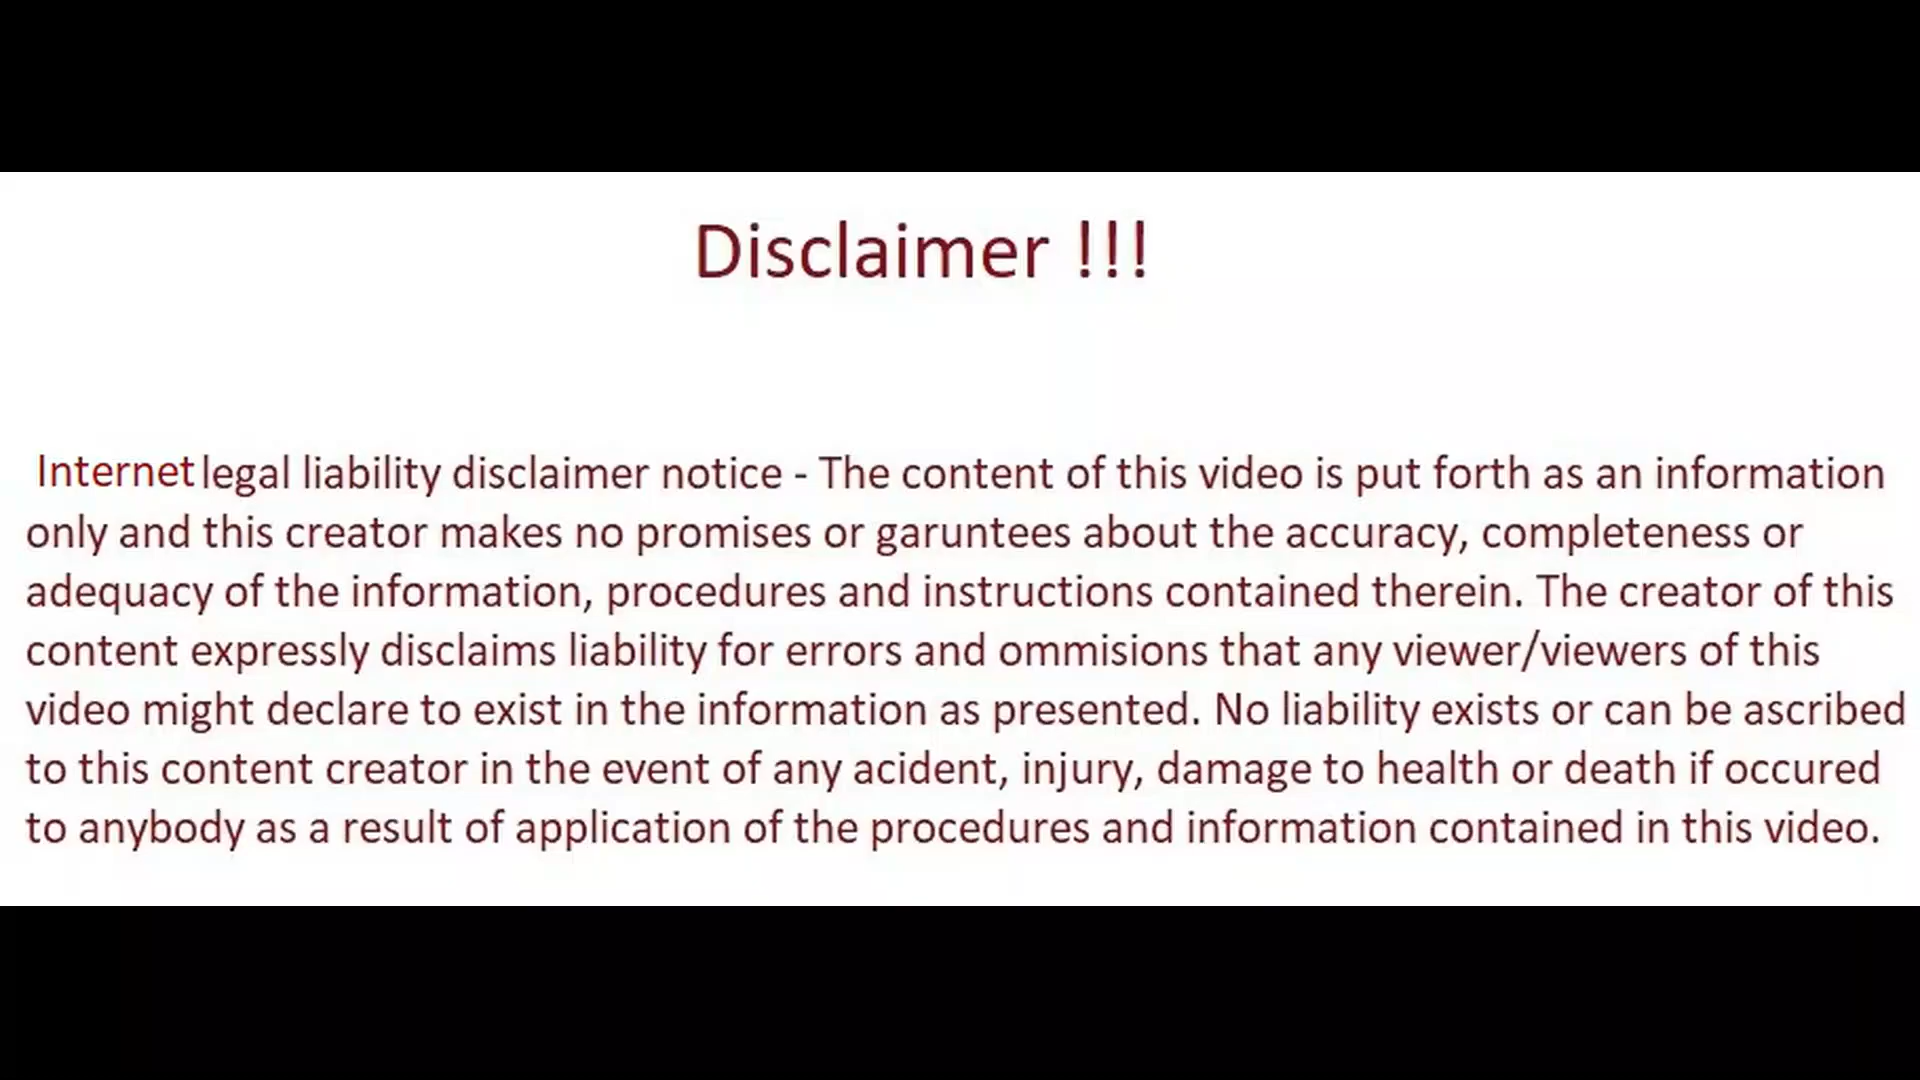 Disclaimer !!!
Internet legal liability disclaimer notice - The content of this video is put forth as an information
only and this creator makes no promises or garuntees about the accuracy, completeness or
adequacy of the information, procedures and instructions contained therein. The creator of this
content expressly disclaims liability for errors and ommisions that any viewer/viewers of this
video might declare to exist in the information as presented. No liability exists or can be ascribed
to this content creator in the event of any acident, injury, damage to health or death if occured
to anybody as a result of application of the procedures and information contained in this video.